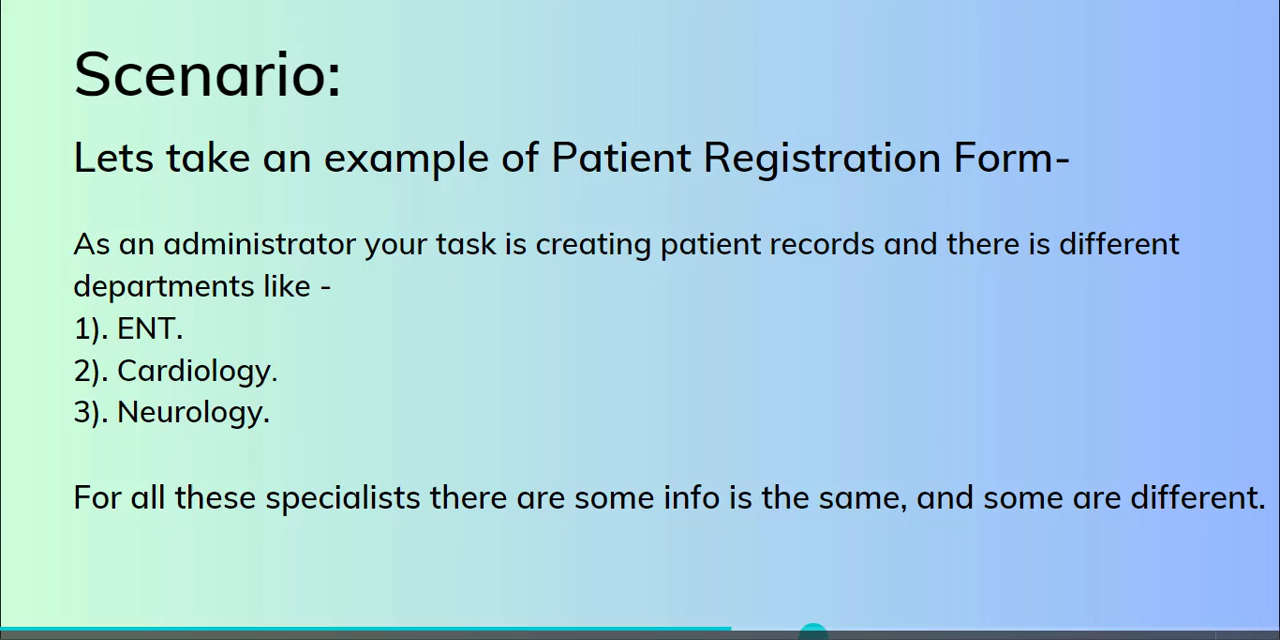 Scenario:
Lets take an example of Patient Registration Form-
As an administrator your task is creating patient records and there is different
departments like -
1). ENT.
2). Cardiology.
3). Neurology.
For all these specialists there are some info is the same, and some are different.